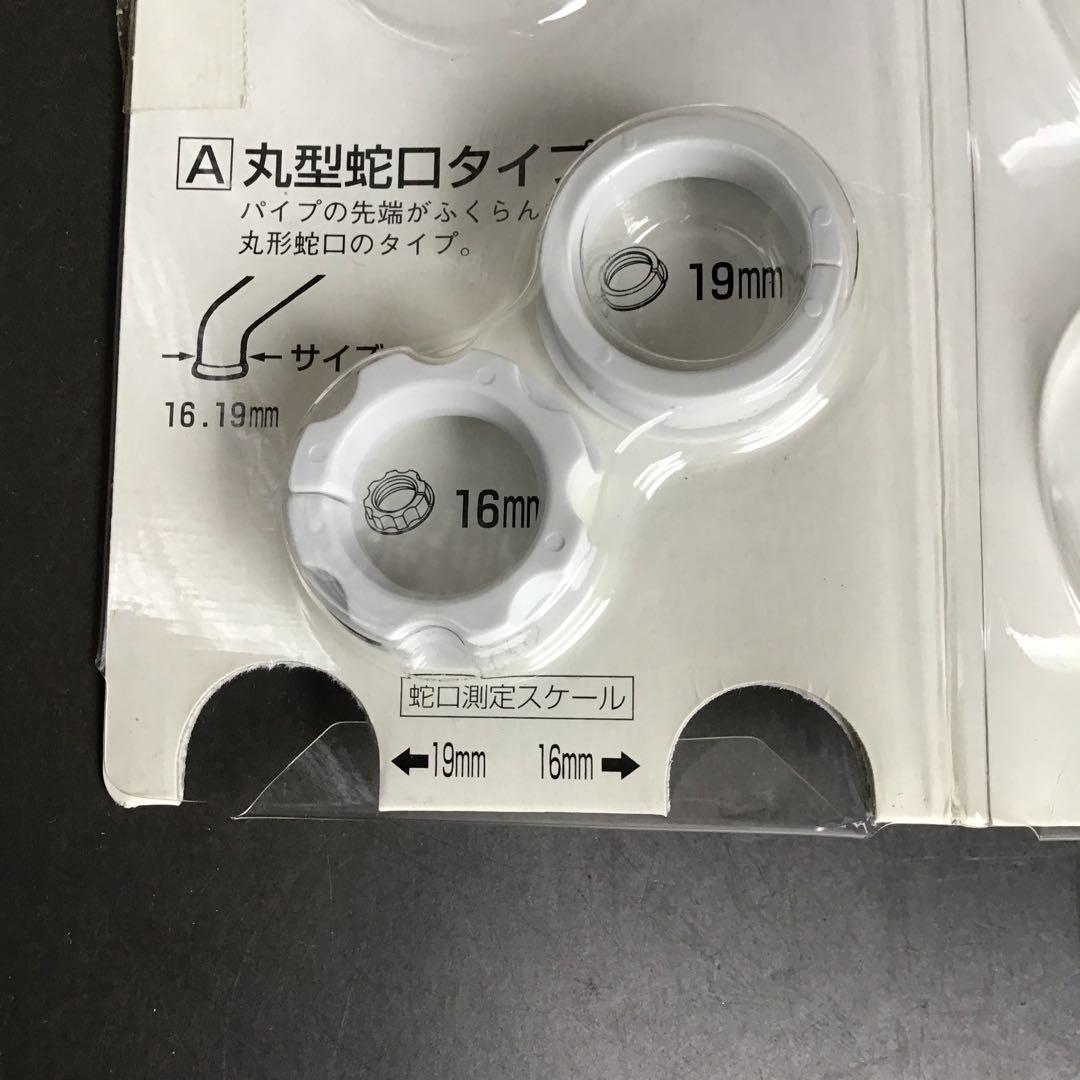 A 丸型蛇口タイプ
パイプの先端がふくらん
丸形蛇口のタイプ。
サイズ
16.19mm
19mm
16mm
蛇口測定スケール
←19mm 16mm→